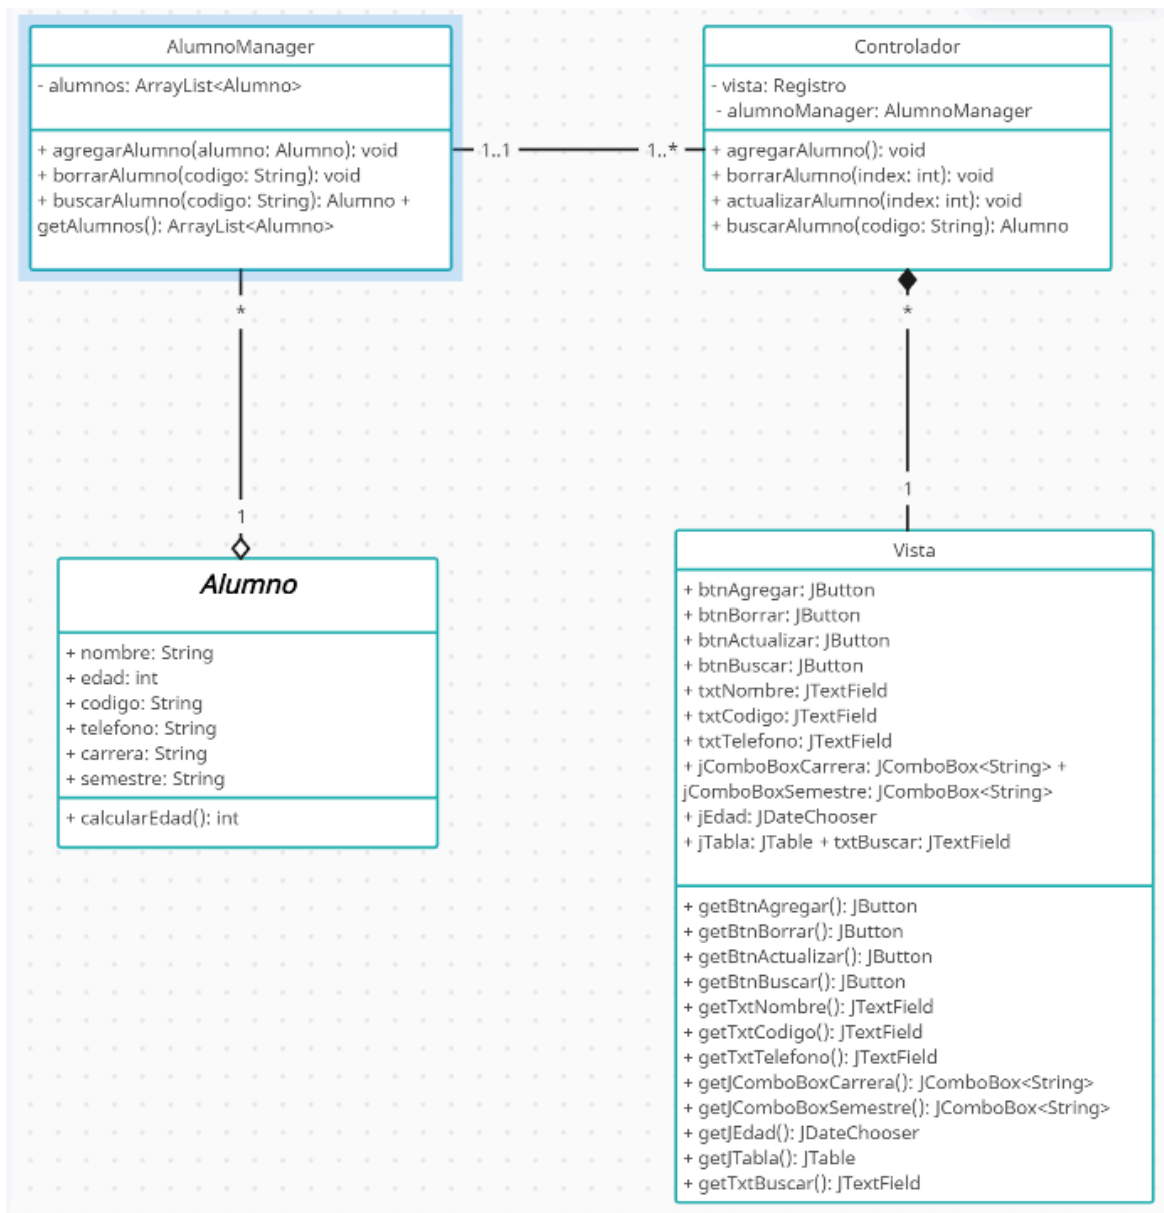 AlumnoManager
- alumnos: ArrayList<Alumno>
+ agregarAlumno(alumno: Alumno): void
+ borrarAlumno(codigo: String): void
+ buscarAlumno(codigo: String): Alumno +
getAlumnos(): ArrayList<Alumno>
1..1
1..*
Controlador
- vista: Registro
- alumnoManager: AlumnoManager
+ agregarAlumno(): void
+ borrarAlumno(index: int): void
+ actualizarAlumno(index: int): void
+ buscarAlumno(codigo: String): Alumno
*
1
*
1
Alumno
+ nombre: String
+ edad: int
+ codigo: String
+ telefono: String
+ carrera: String
+ semestre: String
+ calcularEdad(): int
Vista
+ btnAgregar: JButton
+ btnBorrar: JButton
+ btnActualizar: JButton
+ btnBuscar: JButton
+ txtNombre: JTextField
+ txtCodigo: JTextField
+ txtTelefono: JTextField
+ jComboBoxCarrera: JComboBox<String> +
jComboBoxSemestre: JComboBox<String>
+ jEdad: JDateChooser
+ jTabla: JTable + txtBuscar: JTextField
+ getBtnAgregar(): JButton
+ getBtnBorrar(): JButton
+ getBtnActualizar(): JButton
+ getBtnBuscar(): JButton
+ getTxtNombre(): JTextField
+ getTxtCodigo(): JTextField
+ getTxtTelefono(): JTextField
+ getJComboBoxCarrera(): JComboBox<String>
+ getJComboBoxSemestre(): JComboBox<String>
+ getJEdad(): JDateChooser
+ getJTabla(): JTable
+ getTxtBuscar(): JTextField